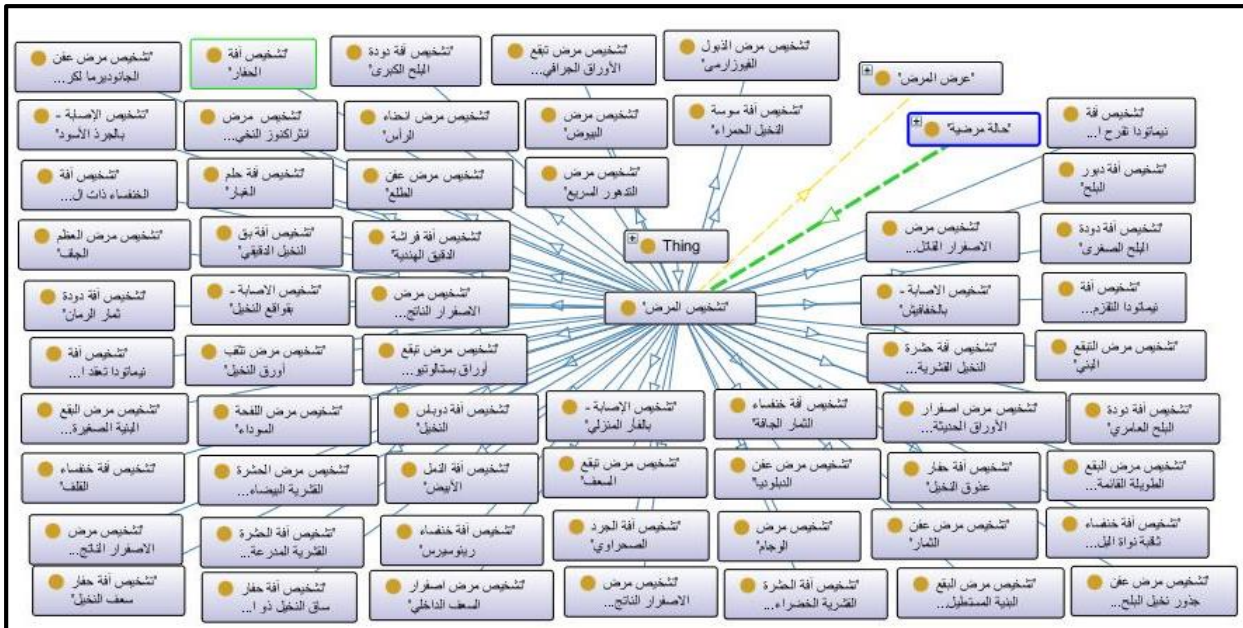 "تشخيص مرض عفن
الجانوديرما لكر...
"تشخيص آفة
الحفار"
"تشخيص آفة دودة
البلح الكبرى"
"تشخيص مرض تبقع
الأوراق الجرافي...
"تشخيص مرض الذبول
الفيوزارمي"
"عرض المرض"
"تشخيص الإصابة -
بالجرذ الأسود"
"تشخيص مرض
انثراكنوز النخي...
"تشخيص مرض انحناء
الرأس"
"تشخيص مرض
البيوض"
"تشخيص آفة سوسة
النخيل الحمراء"
"حالة مرضية"
"تشخيص آفة
نيماتودا تقرح ا...
"تشخيص آفة
الخنفساء ذات ال...
"تشخيص آفة حلم
الغبار"
"تشخيص مرض عفن
الطلع"
"تشخيص مرض
التدهور السريع"
"تشخيص آفة دبور
البلح"
"تشخيص مرض العظم
الجاف"
"تشخيص آفة بق
النخيل الدقيقي"
"تشخيص آفة فراشة
الدقيق الهندية"
Thing
"تشخيص مرض
الاصفرار القاتل...
"تشخيص آفة دودة
البلح الصغرى"
"تشخيص آفة دودة
ثمار الرمان"
"تشخيص الاصابة -
بقواقع النخيل"
"تشخيص مرض
الاصفرار الناتج...
"تشخيص المرض"
"تشخيص الاصابة -
بالخفافيش"
"تشخيص آفة
نيماتودا التقزم...
"تشخيص آفة
نيماتودا تعقد ا...
"تشخيص مرض تثقب
أورق النخيل"
"تشخيص مرض تبقع
أوراق بستالوتيو...
"تشخيص آفة حشرة
النخيل القشرية...
"تشخيص مرض التبقع
البني"
"تشخيص مرض البقع
البنية الصغيرة...
"تشخيص مرض اللفحة
السوداء"
"تشخيص آفة دوباس
النخيل"
"تشخيص الإصابة -
بالفار المنزلي"
"تشخيص آفة خنفساء
الثمار الجافة"
"تشخيص مرض اصفرار
الأوراق الحديثة...
"تشخيص آفة دودة
البلح العامري"
"تشخيص آفة خنفساء
القلف"
"تشخيص مرض الحشرة
القشرية البيضاء...
"تشخيص آفة النمل
الأبيض"
"تشخيص مرض تبقع
السعف"
"تشخيص مرض عفن
الدبلوديا"
"تشخيص آفة حفار
عذوق النخيل"
"تشخيص مرض البقع
الطويلة القائمة...
"تشخيص مرض
الاصفرار الناتج...
"تشخيص آفة الحشرة
القشرية المدرعة...
"تشخيص آفة خنفساء
رينوسيرس"
"تشخيص آفة الجرد
الصحراوي"
"تشخيص مرض
الوجام"
"تشخيص مرض عفن
الثمار"
"تشخيص آفة خنفساء
ثاقبة نواة البل...
"تشخيص آفة حفار
سعف النخيل"
"تشخيص آفة حفار
ساق النخيل ذو ا...
"تشخيص مرض اصفرار
السعف الداخلي"
"تشخيص مرض
الاصفرار الناتج...
"تشخيص آفة الحشرة
القشرية الخضراء...
"تشخيص مرض البقع
البنية المستطيل...
"تشخيص مرض عفن
جذور نخيل البلح...